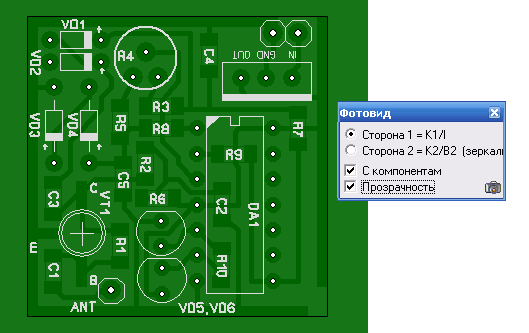 VD1
VD2
R4
C4
OUT
GND
IN
VD3
VD4
R3
R5
R8
R7
R2
R9
C5
C
C3
VT1
R6
C2
DA1
E
R1
C1
B
R10
ANT
VD5,VD6
Фотовид
Сторона 1 = K1/I
Сторона 2 = K2/B2 (зеркаль
С компонентам
Прозрачность